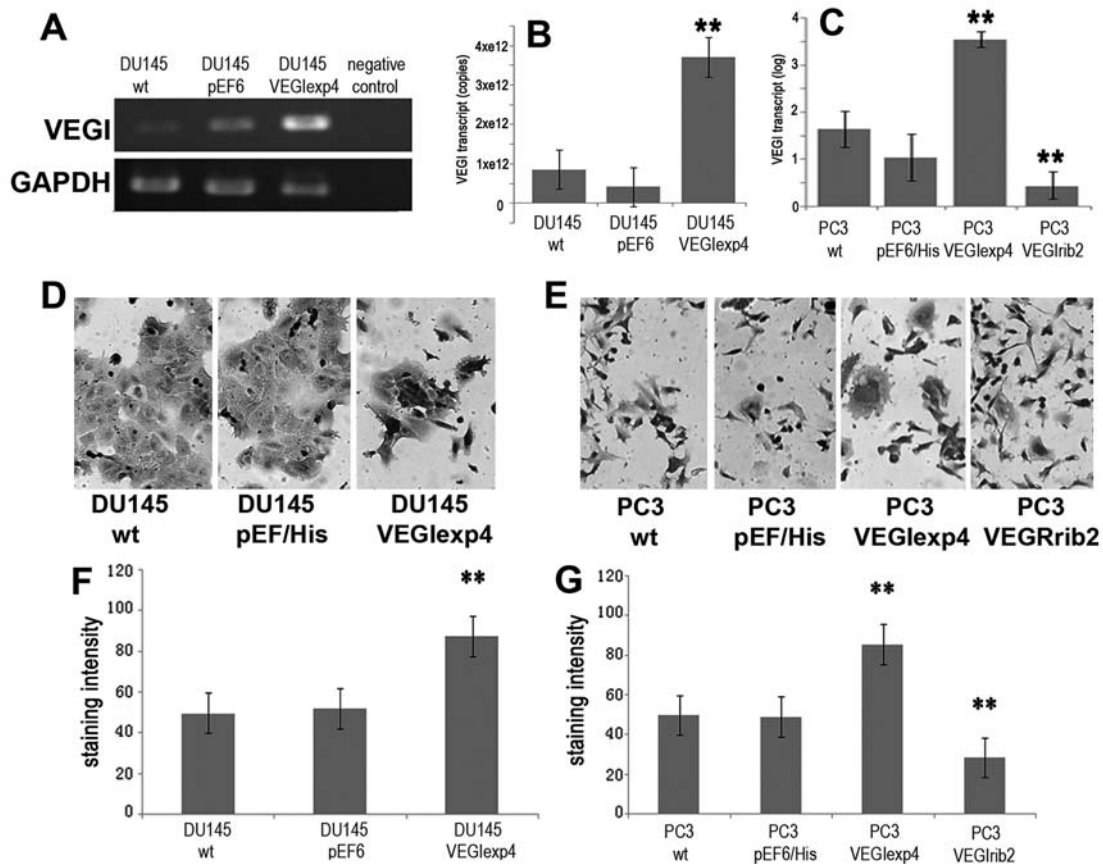 A
DU145 DU145 DU145 negative
wt pEF6 VEGIexp4 control
VEGI
GAPDH
B
**
VEGI transcript (copies)
4xe12
3xe12
2xe12
1xe12
0
DU145 DU145 DU145
wt pEF6 VEGIexp4
C
**
**
VEGI transcript (log)
4
3
2
1
0
PC3 PC3 PC3 PC3
wt pEF6/His VEGIexp4 VEGIrib2
D
DU145 DU145 DU145
wt pEF/His VEGIexp4
E
PC3 PC3 PC3 PC3
wt pEF/His VEGIexp4 VEGRrib2
F
**
staining intensity
120
100
80
60
40
20
0
DU145 DU145 DU145
wt pEF6 VEGIexp4
G
**
**
staining intensity
120
100
80
60
40
20
0
PC3 PC3 PC3 PC3
wt pEF6/His VEGIexp4 VEGIrib2